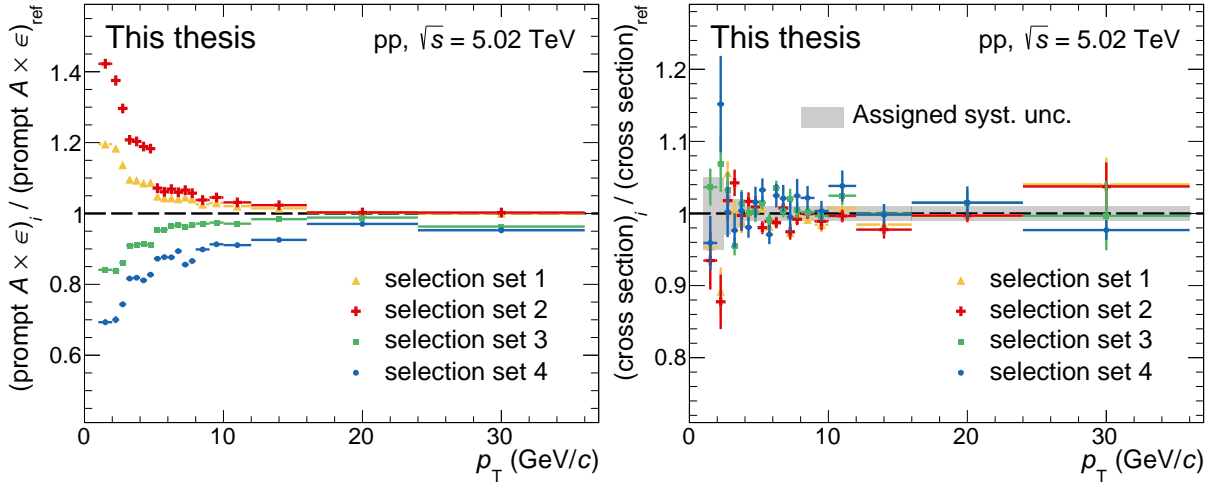 This thesis
pp, √s = 5.02 TeV
(prompt A × ϵ)i / (prompt A × ϵ)ref
1.4
1.2
1
0.8
0.6
selection set 1
selection set 2
selection set 3
selection set 4
0 10 20 30
pT (GeV/c)
This thesis
pp, √s = 5.02 TeV
(cross section)i / (cross section)ref
Assigned syst. unc.
1.2
1.1
1
0.9
0.8
selection set 1
selection set 2
selection set 3
selection set 4
0 10 20 30
pT (GeV/c)